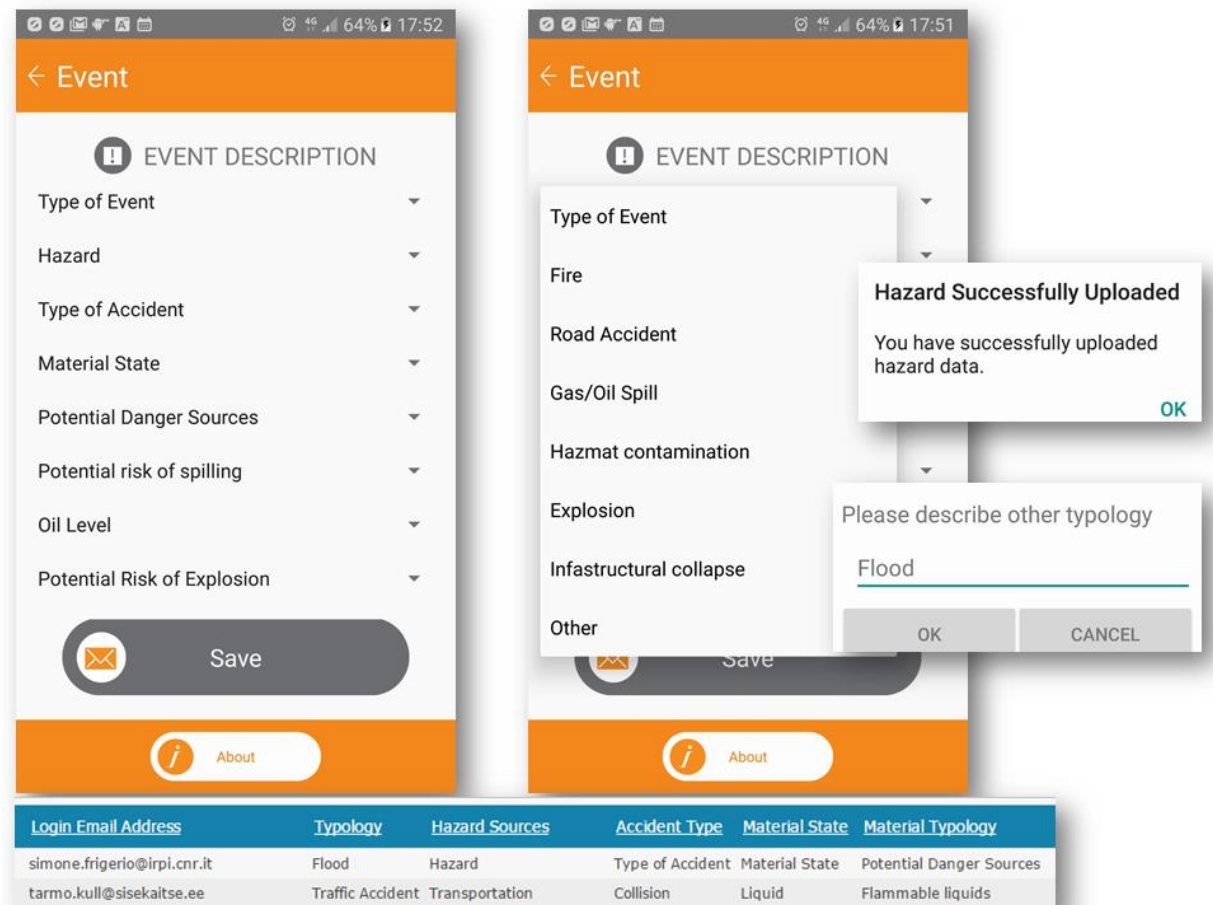 4G 64% 17:52
← Event
EVENT DESCRIPTION
Type of Event
Hazard
Type of Accident
Material State
Potential Danger Sources
Potential risk of spilling
Oil Level
Potential Risk of Explosion
Save
i About
4G 64% 17:51
← Event
EVENT DESCRIPTION
Type of Event
Fire
Road Accident
Gas/Oil Spill
Hazmat contamination
Explosion
Infastructural collapse
Other
Save
i About
Hazard Successfully Uploaded
You have successfully uploaded
hazard data.
OK
Please describe other typology
Flood
OK CANCEL
Login Email Address Typology Hazard Sources Accident Type Material State Material Typology
simone.frigerio@irpi.cnr.it Flood Hazard Type of Accident Material State Potential Danger Sources
tarmo.kull@sisekaitse.ee Traffic Accident Transportation Collision Liquid Flammable liquids